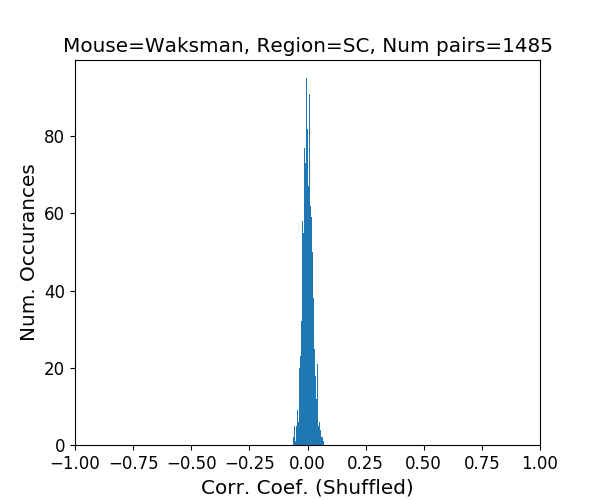 Mouse=Waksman, Region=SC, Num pairs=1485
Num. Occurances
80
60
40
20
0
−1.00 −0.75 −0.50 −0.25 0.00 0.25 0.50 0.75 1.00
Corr. Coef. (Shuffled)